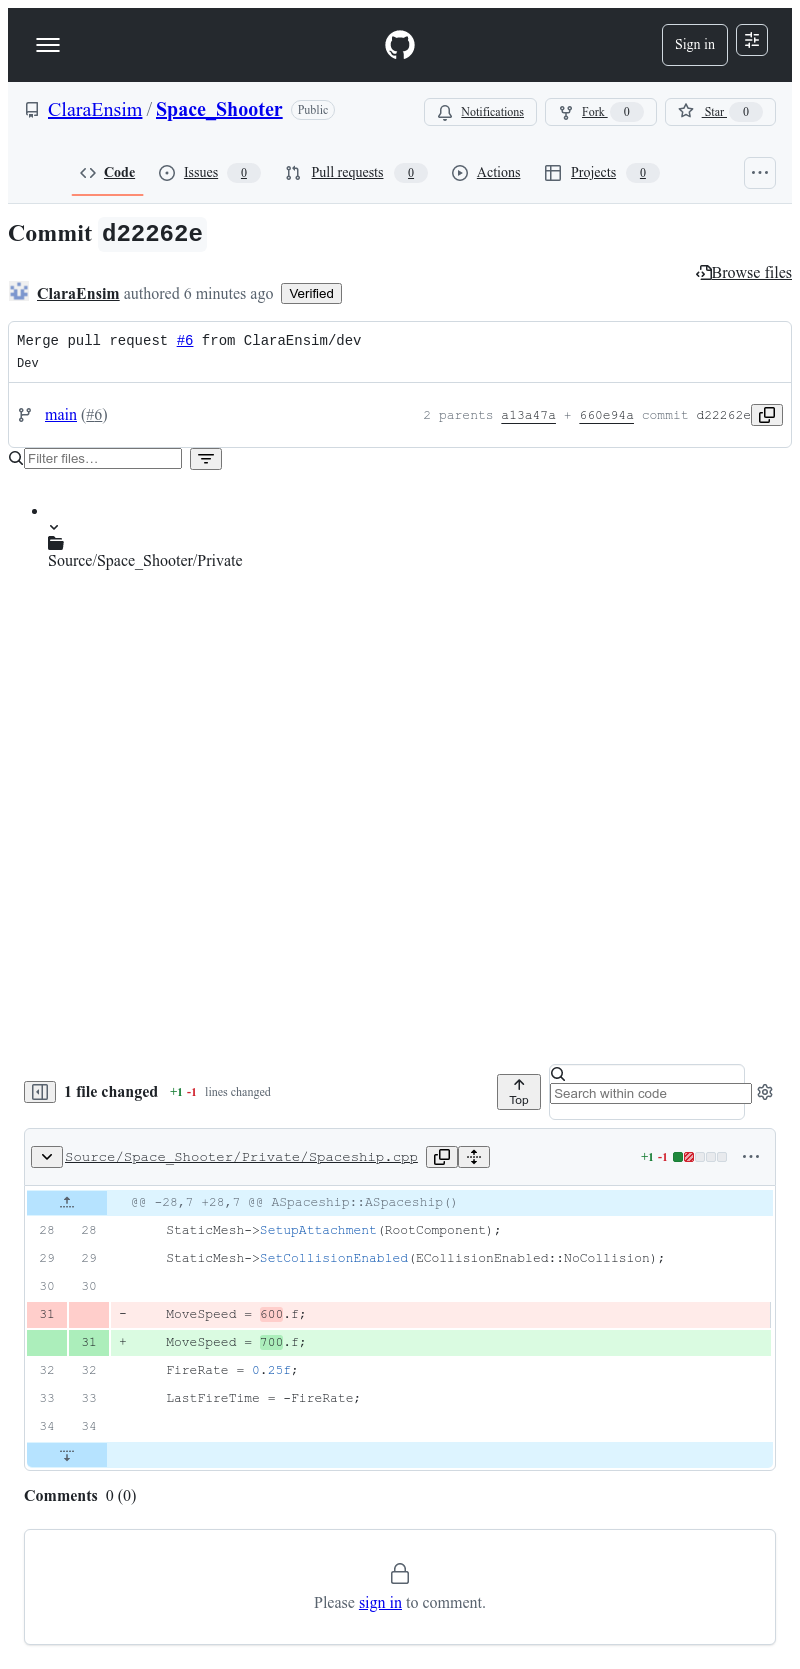 Sign in
ClaraEnsim / Space_Shooter Public
Notifications Fork 0 Star 0
Code Issues 0 Pull requests 0 Actions Projects 0
Commit d22262e
Browse files
ClaraEnsim authored 6 minutes ago Verified
Merge pull request #6 from ClaraEnsim/dev
Dev
main (#6) 2 parents a13a47a + 660e94a commit d22262e
Filter files…
Source/Space_Shooter/Private
1 file changed +1 -1 lines changed
Top
Search within code
Source/Space_Shooter/Private/Spaceship.cpp +1 -1
@@ -28,7 +28,7 @@ ASpaceship::ASpaceship()
28 28 StaticMesh->SetupAttachment(RootComponent);
29 29 StaticMesh->SetCollisionEnabled(ECollisionEnabled::NoCollision);
30 30
31 - MoveSpeed = 600.f;
31 + MoveSpeed = 700.f;
32 32 FireRate = 0.25f;
33 33 LastFireTime = -FireRate;
34 34
Comments 0 (0)
Please sign in to comment.